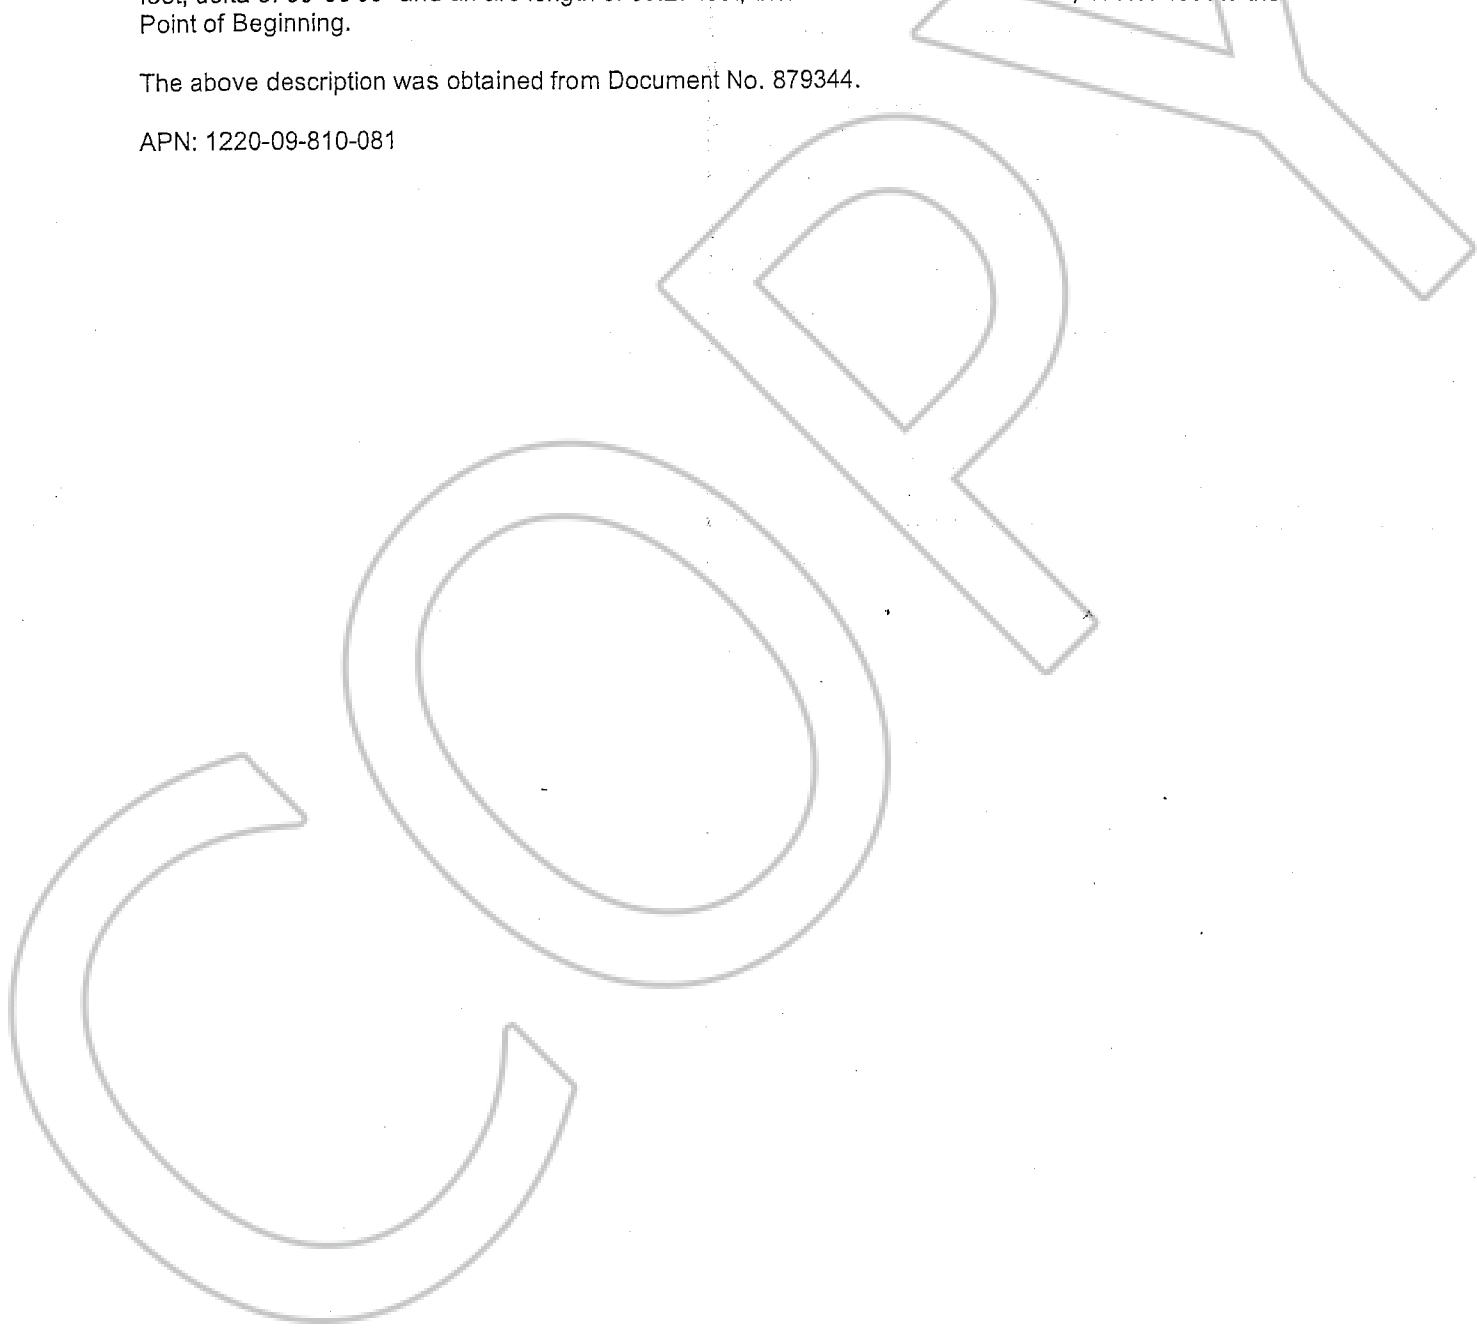 Point of Beginning.
The above description was obtained from Document No. 879344.
APN: 1220-09-810-081
COPY